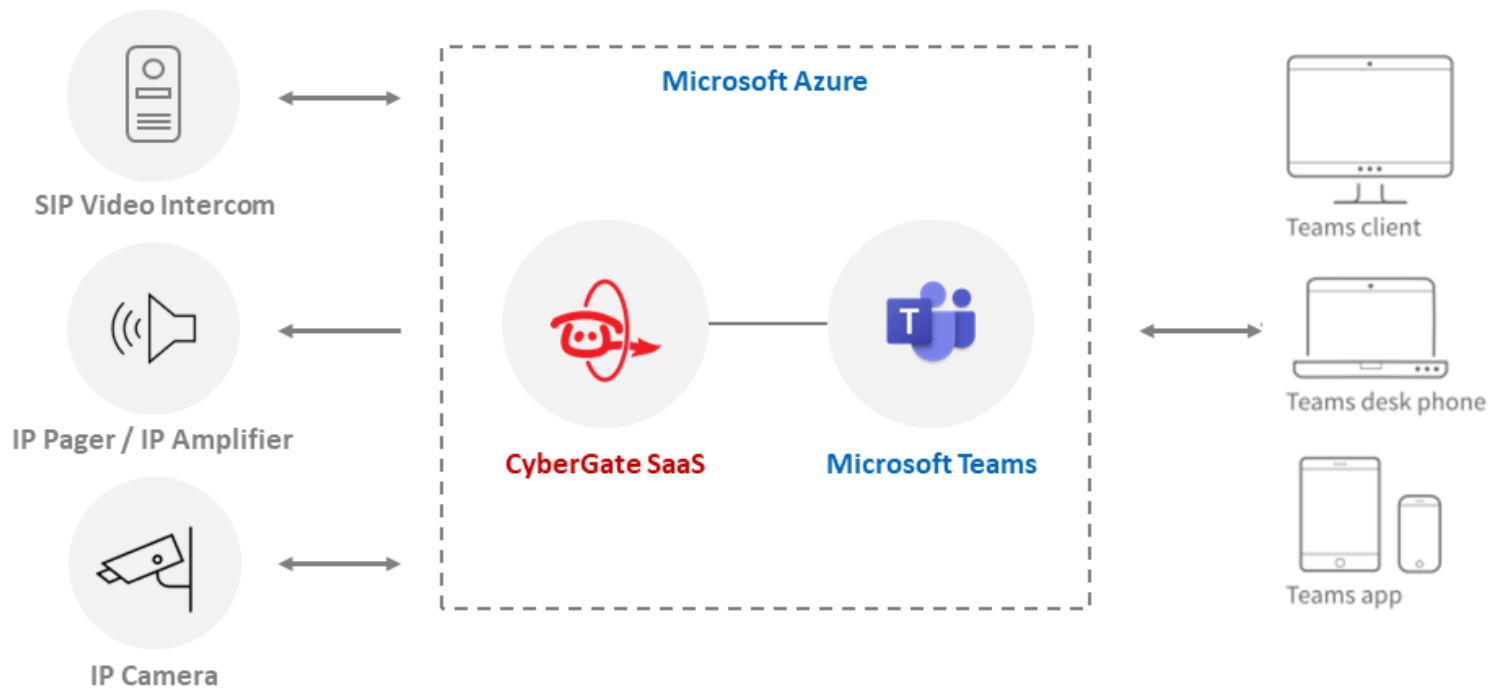 Microsoft Azure
SIP Video Intercom
Teams client
T
IP Pager / IP Amplifier
Teams desk phone
CyberGate SaaS
Microsoft Teams
Teams app
IP Camera